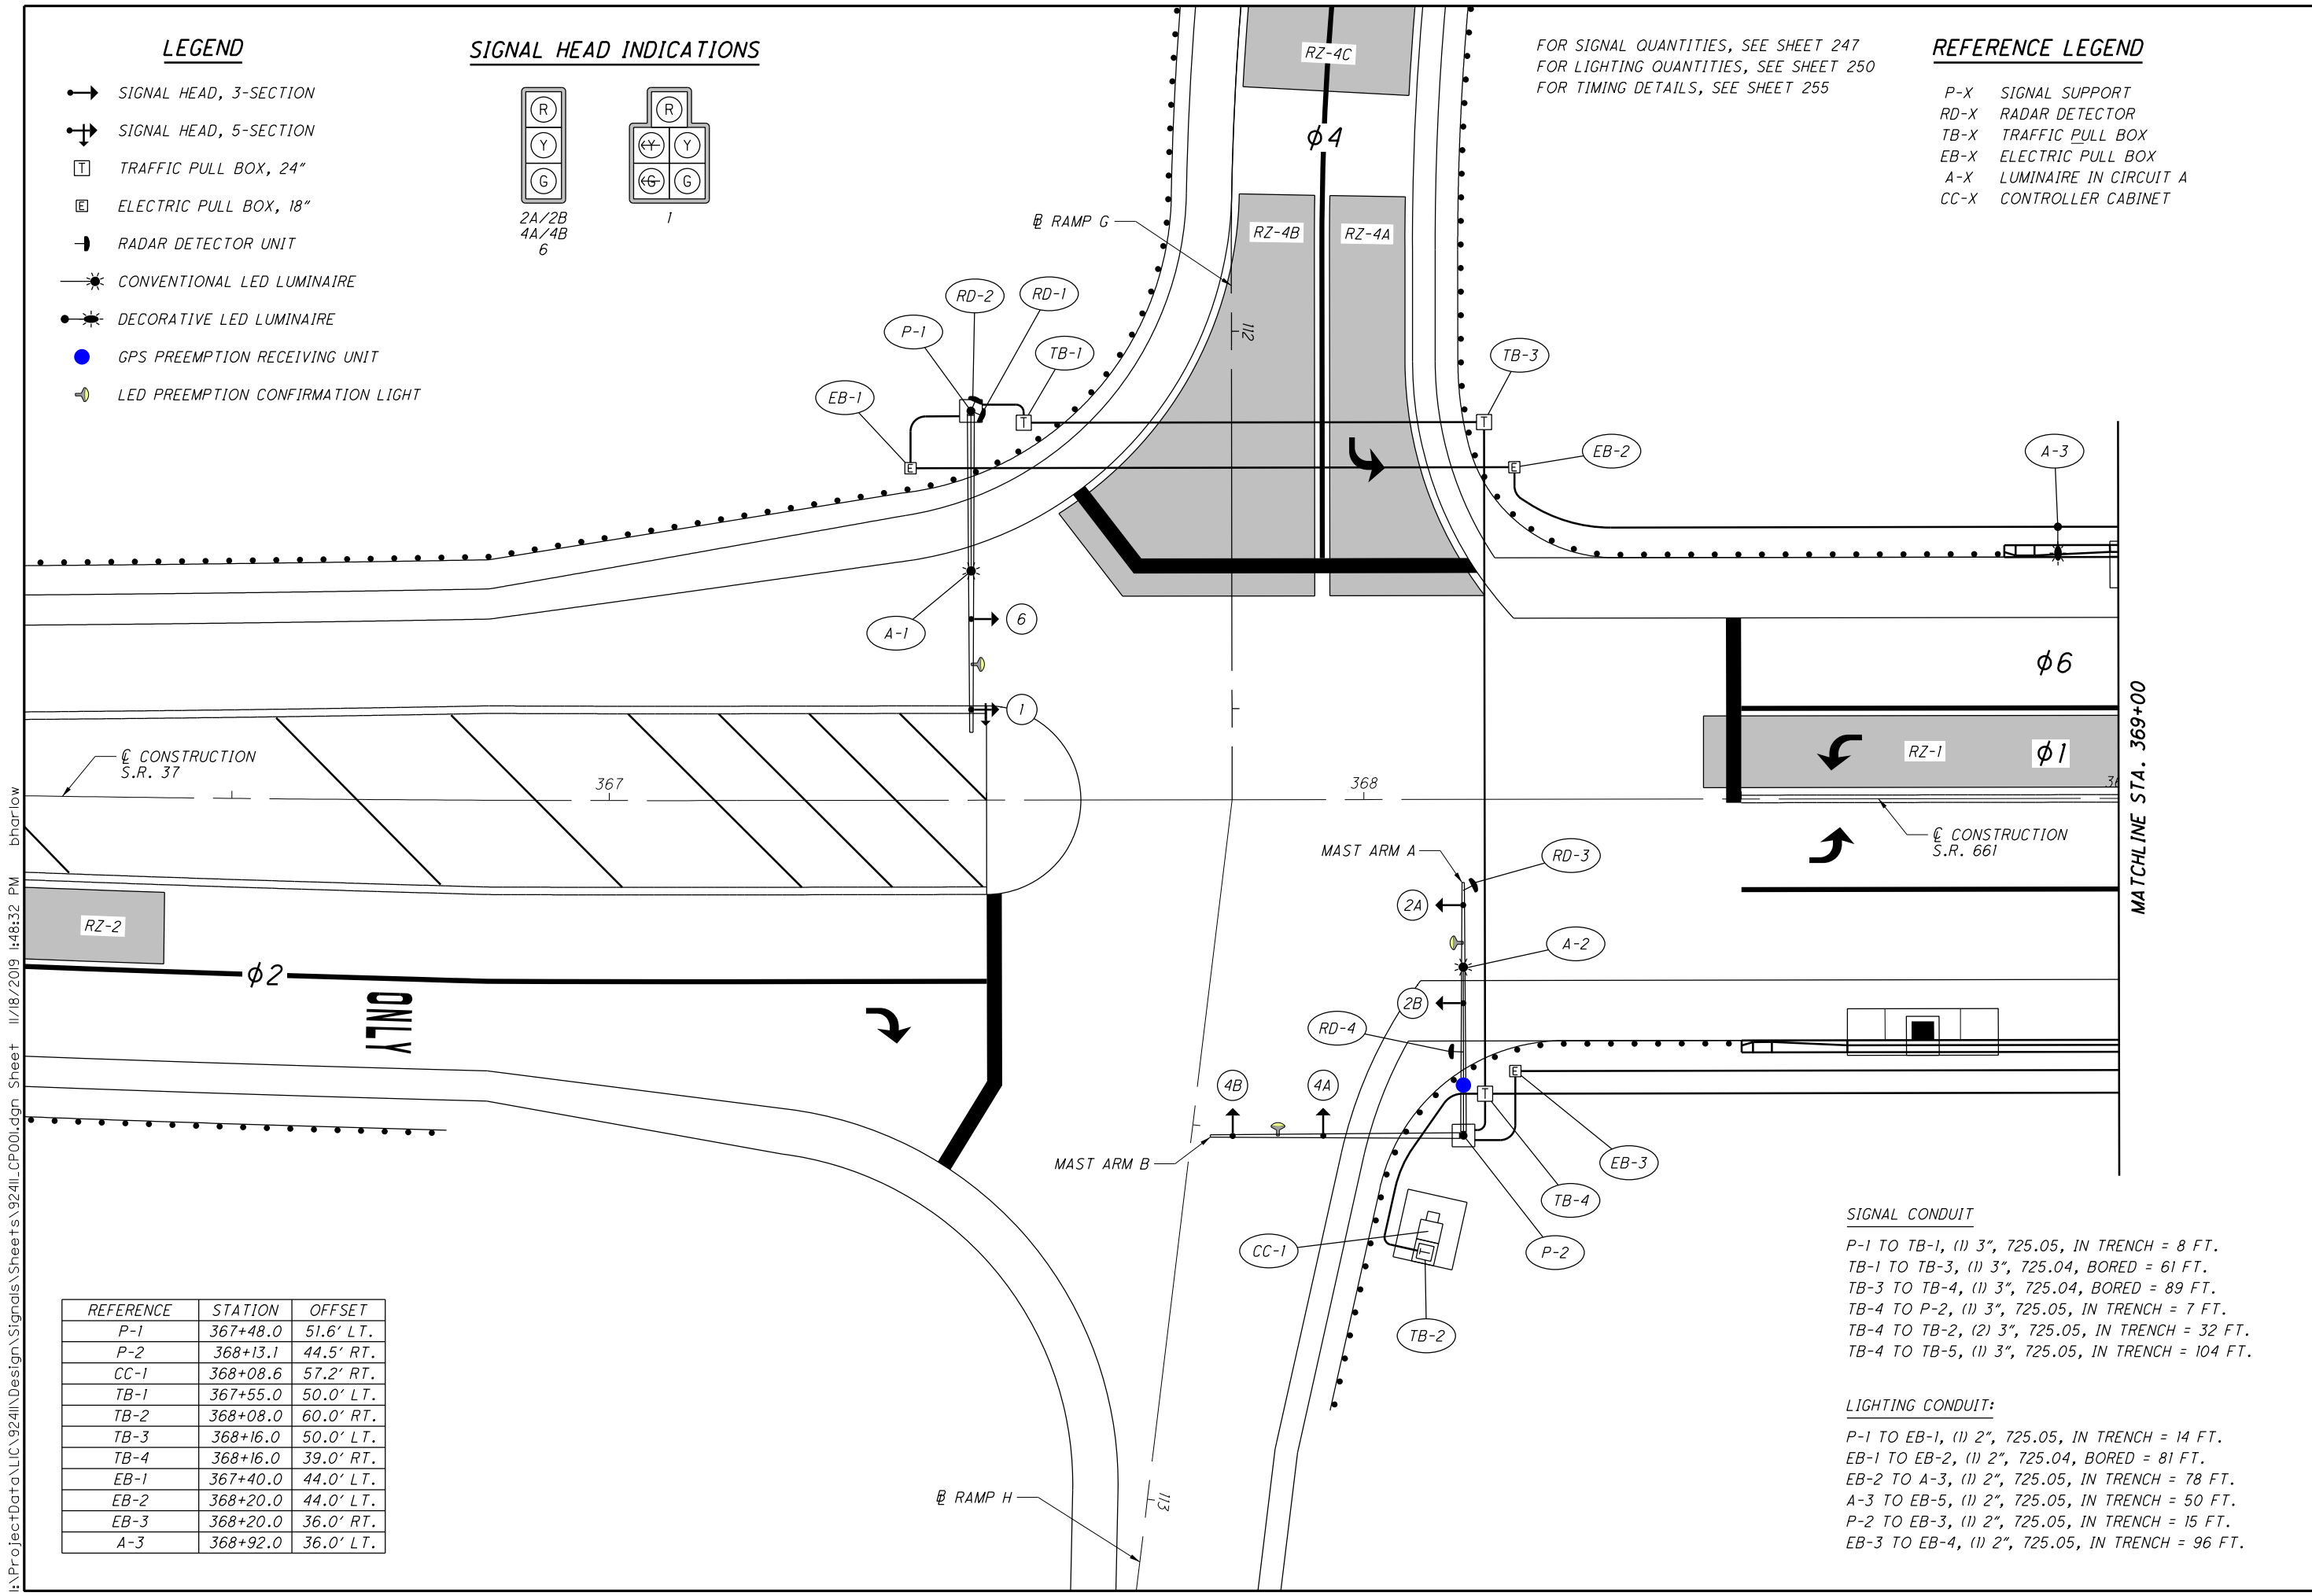 LEGEND
SIGNAL HEAD, 3-SECTION
SIGNAL HEAD, 5-SECTION
T TRAFFIC PULL BOX, 24"
E ELECTRIC PULL BOX, 18"
RADAR DETECTOR UNIT
CONVENTIONAL LED LUMINAIRE
DECORATIVE LED LUMINAIRE
GPS PREEMPTION RECEIVING UNIT
LED PREEMPTION CONFIRMATION LIGHT
SIGNAL HEAD INDICATIONS
R
Y
G
2A/2B
4A/4B
6
R
Y Y
G G
1
FOR SIGNAL QUANTITIES, SEE SHEET 247
FOR LIGHTING QUANTITIES, SEE SHEET 250
FOR TIMING DETAILS, SEE SHEET 255
REFERENCE LEGEND
P-X SIGNAL SUPPORT
RD-X RADAR DETECTOR
TB-X TRAFFIC PULL BOX
EB-X ELECTRIC PULL BOX
A-X LUMINAIRE IN CIRCUIT A
CC-X CONTROLLER CABINET
RZ-4C
ϕ4
RZ-4B
RZ-4A
℄ RAMP G
112
RD-2
RD-1
P-1
TB-1
EB-1
T
E
TB-3
T
EB-2
E
A-3
A-1
6
1
ϕ6
RZ-1
ϕ1
36
MATCHLINE STA. 369+00
℄ CONSTRUCTION
S.R. 37
367
368
℄ CONSTRUCTION
S.R. 661
MAST ARM A
RD-3
2A
A-2
2B
RD-4
RZ-2
ϕ2
ONLY
4B
4A
T
E
MAST ARM B
EB-3
TB-4
P-2
CC-1
T
TB-2
℄ RAMP H
113
SIGNAL CONDUIT
P-1 TO TB-1, (1) 3", 725.05, IN TRENCH = 8 FT.
TB-1 TO TB-3, (1) 3", 725.04, BORED = 61 FT.
TB-3 TO TB-4, (1) 3", 725.04, BORED = 89 FT.
TB-4 TO P-2, (1) 3", 725.05, IN TRENCH = 7 FT.
TB-4 TO TB-2, (2) 3", 725.05, IN TRENCH = 32 FT.
TB-4 TO TB-5, (1) 3", 725.05, IN TRENCH = 104 FT.
LIGHTING CONDUIT:
P-1 TO EB-1, (1) 2", 725.05, IN TRENCH = 14 FT.
EB-1 TO EB-2, (1) 2", 725.04, BORED = 81 FT.
EB-2 TO A-3, (1) 2", 725.05, IN TRENCH = 78 FT.
A-3 TO EB-5, (1) 2", 725.05, IN TRENCH = 50 FT.
P-2 TO EB-3, (1) 2", 725.05, IN TRENCH = 15 FT.
EB-3 TO EB-4, (1) 2", 725.05, IN TRENCH = 96 FT.
REFERENCE STATION OFFSET
P-1 367+48.0 51.6' LT.
P-2 368+13.1 44.5' RT.
CC-1 368+08.6 57.2' RT.
TB-1 367+55.0 50.0' LT.
TB-2 368+08.0 60.0' RT.
TB-3 368+16.0 50.0' LT.
TB-4 368+16.0 39.0' RT.
EB-1 367+40.0 44.0' LT.
EB-2 368+20.0 44.0' LT.
EB-3 368+20.0 36.0' RT.
A-3 368+92.0 36.0' LT.
I:\ProjectData\LIC\92411\Design\Signals\Sheets\92411_CP001.dgn Sheet 11/18/2019 1:48:32 PM bharlow